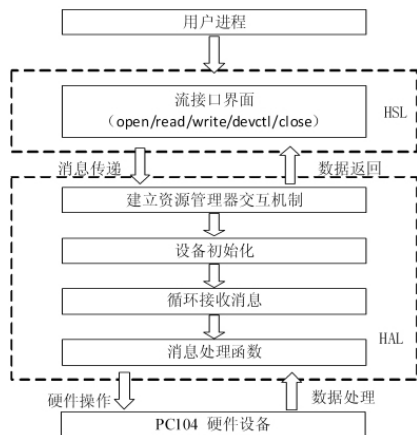 用户进程
流接口界面
（open/read/write/devctl/close）
HSL
消息传递
数据返回
建立资源管理器交互机制
设备初始化
循环接收消息
消息处理函数
HAL
硬件操作
数据处理
PC104 硬件设备